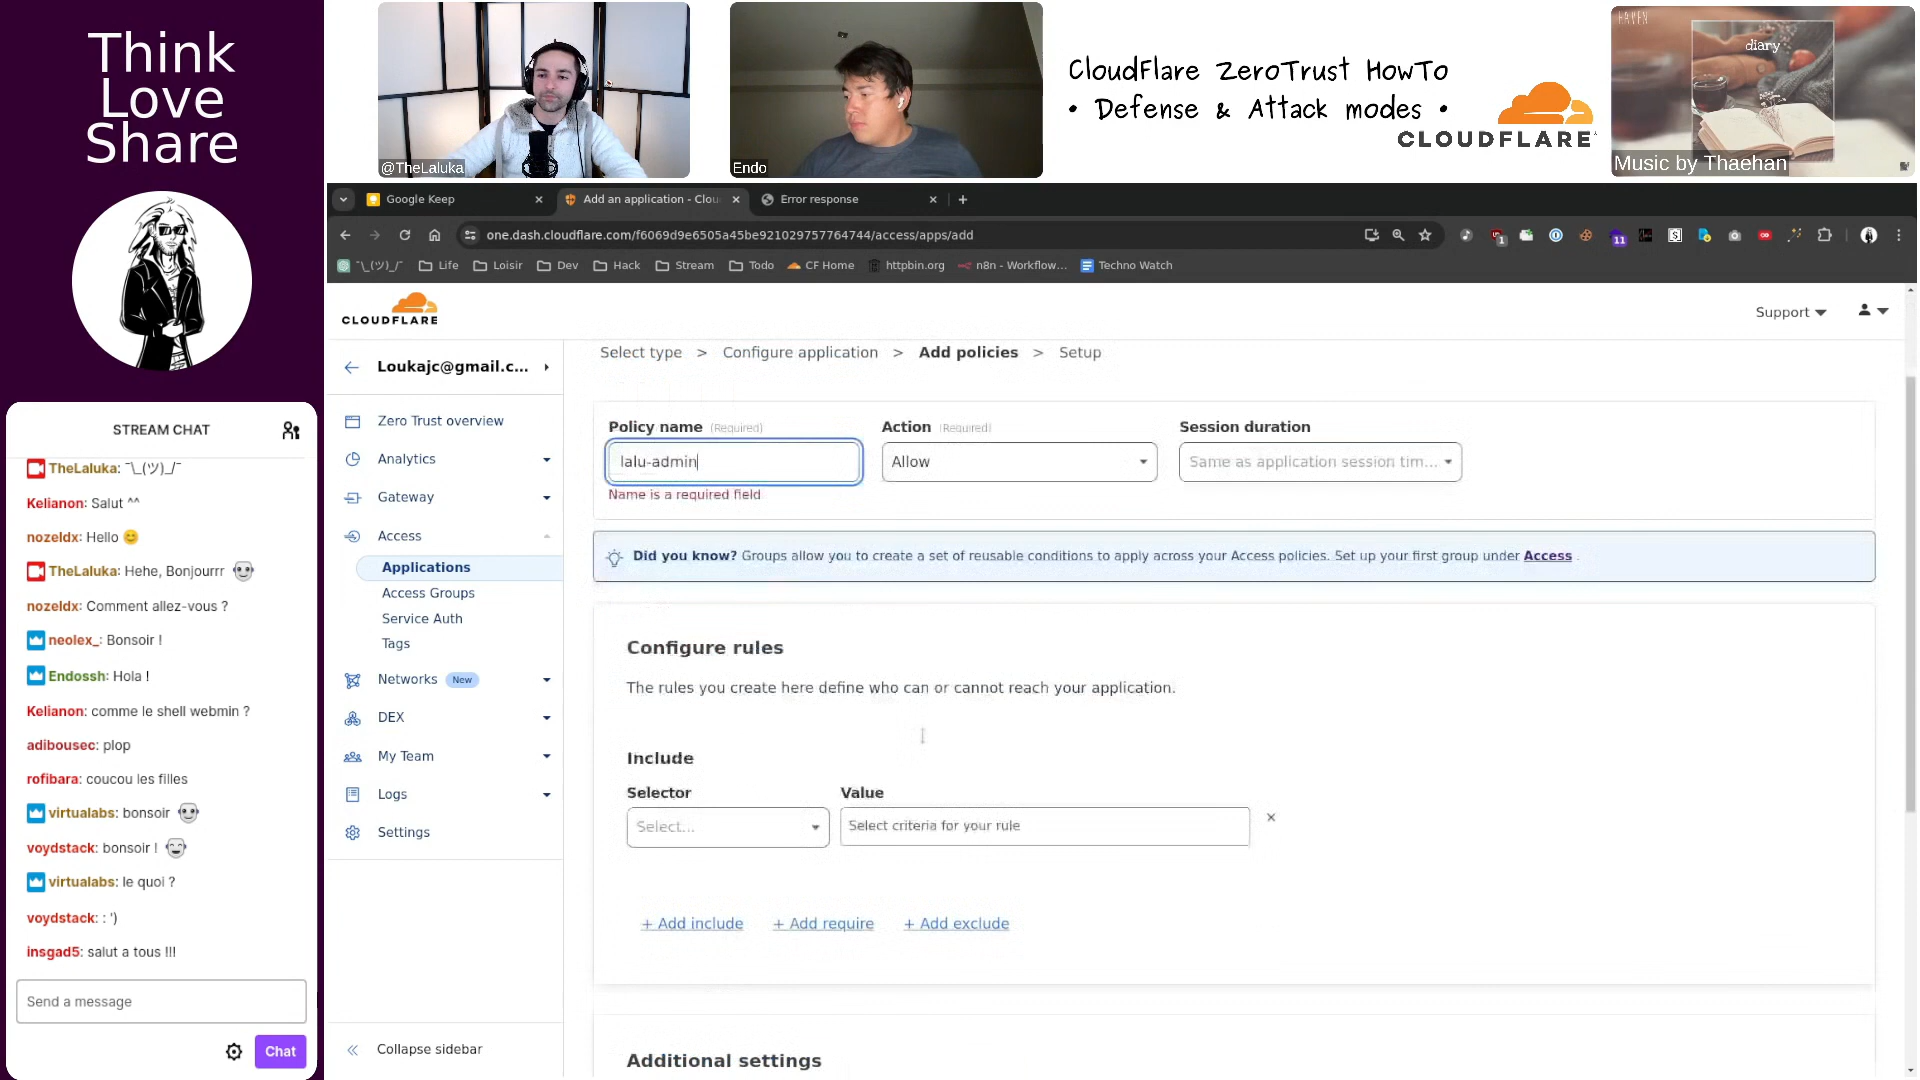 Think
Love
Share
STREAM CHAT
TheLaluka: ¯\_(ツ)_/¯
Kelianon: Salut ^^
nozeldx: Hello 😊
TheLaluka: Hehe, Bonjourrr
nozeldx: Comment allez-vous ?
neolex_: Bonsoir !
Endossh: Hola !
Kelianon: comme le shell webmin ?
adibousec: plop
rofibara: coucou les filles
virtualabs: bonsoir
voydstack: bonsoir !
virtualabs: le quoi ?
voydstack: : ')
insgad5: salut a tous !!!
Send a message
Chat
@TheLaluka
Endo
CloudFlare ZeroTrust HowTo
• Defense & Attack modes •
CLOUDFLARE
HAVEN
diary
Music by Thaehan
Google Keep
Add an application - Clou
Error response
one.dash.cloudflare.com/f6069d9e6505a45be921029757764744/access/apps/add
1
11
¯\_(ツ)_/¯
Life
Loisir
Dev
Hack
Stream
Todo
CF Home
httpbin.org
n8n - Workflow...
Techno Watch
CLOUDFLARE
Support
Loukajc@gmail.c...
Zero Trust overview
Analytics
Gateway
Access
Applications
Access Groups
Service Auth
Tags
Networks New
DEX
My Team
Logs
Settings
Collapse sidebar
Select type > Configure application > Add policies > Setup
Policy name (Required)
lalu-admin
Name is a required field
Action (Required)
Allow
Session duration
Same as application session tim...
Did you know? Groups allow you to create a set of reusable conditions to apply across your Access policies. Set up your first group under Access .
Configure rules
The rules you create here define who can or cannot reach your application.
Include
Selector
Select...
Value
Select criteria for your rule
+ Add include
+ Add require
+ Add exclude
Additional settings